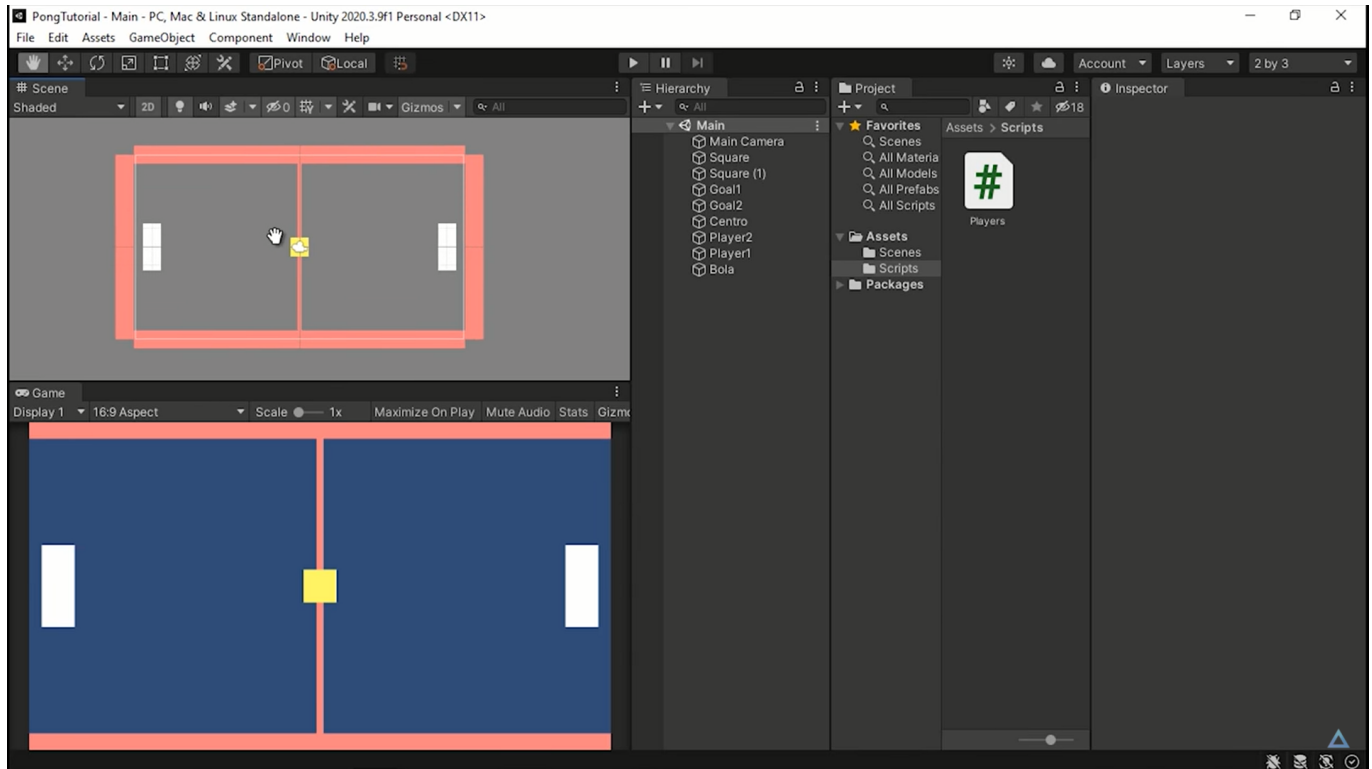 PongTutorial - Main - PC, Mac & Linux Standalone - Unity 2020.3.9f1 Personal <DX11>
File Edit Assets GameObject Component Window Help
Pivot Local Account Layers 2 by 3
Scene
Shaded 2D 0 Gizmos All
Hierarchy
All
Main
Main Camera
Square
Square (1)
Goal1
Goal2
Centro
Player2
Player1
Bola
Project
18
Favorites
Scenes
All Materia
All Models
All Prefabs
All Scripts
Assets
Scenes
Scripts
Packages
Assets > Scripts
#
Players
Inspector
Game
Display 1 16:9 Aspect Scale 1x Maximize On Play Mute Audio Stats Gizmo